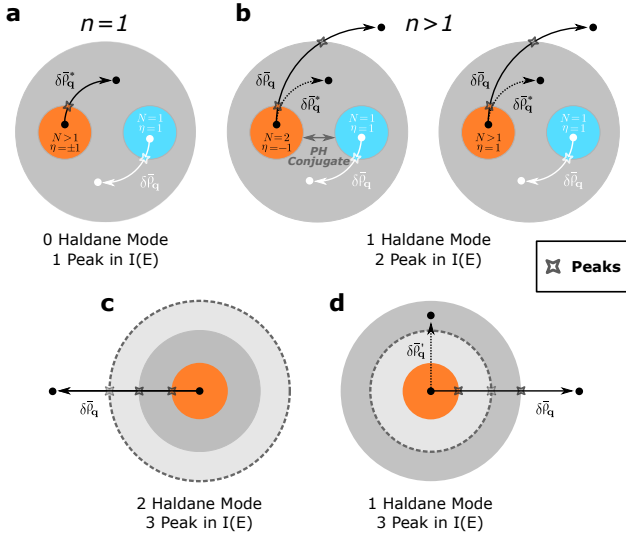 a
n=1
δρ̄*q
N>1
η=±1
N=1
η=1
δρ̄q
0 Haldane Mode
1 Peak in I(E)
b
n>1
δρ̄q
δρ̄*q
N=2
η=−1
N=1
η=1
PH
Conjugate
δρ̄q
δρ̄q
δρ̄*q
N>1
η=1
N=1
η=1
δρ̄q
1 Haldane Mode
2 Peak in I(E)
Peaks
c
δρ̄q
2 Haldane Mode
3 Peak in I(E)
d
δρ̄'q
δρ̄q
1 Haldane Mode
3 Peak in I(E)